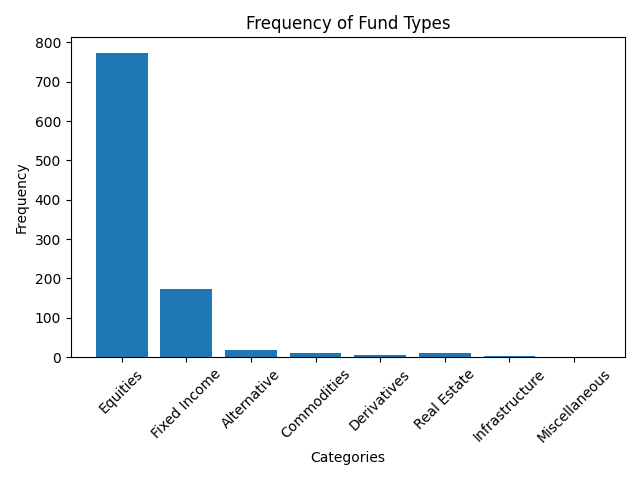 Frequency of Fund Types
800
700
600
500
400
300
200
100
0
Frequency
Equities
Fixed Income
Alternative
Commodities
Derivatives
Real Estate
Infrastructure
Miscellaneous
Categories